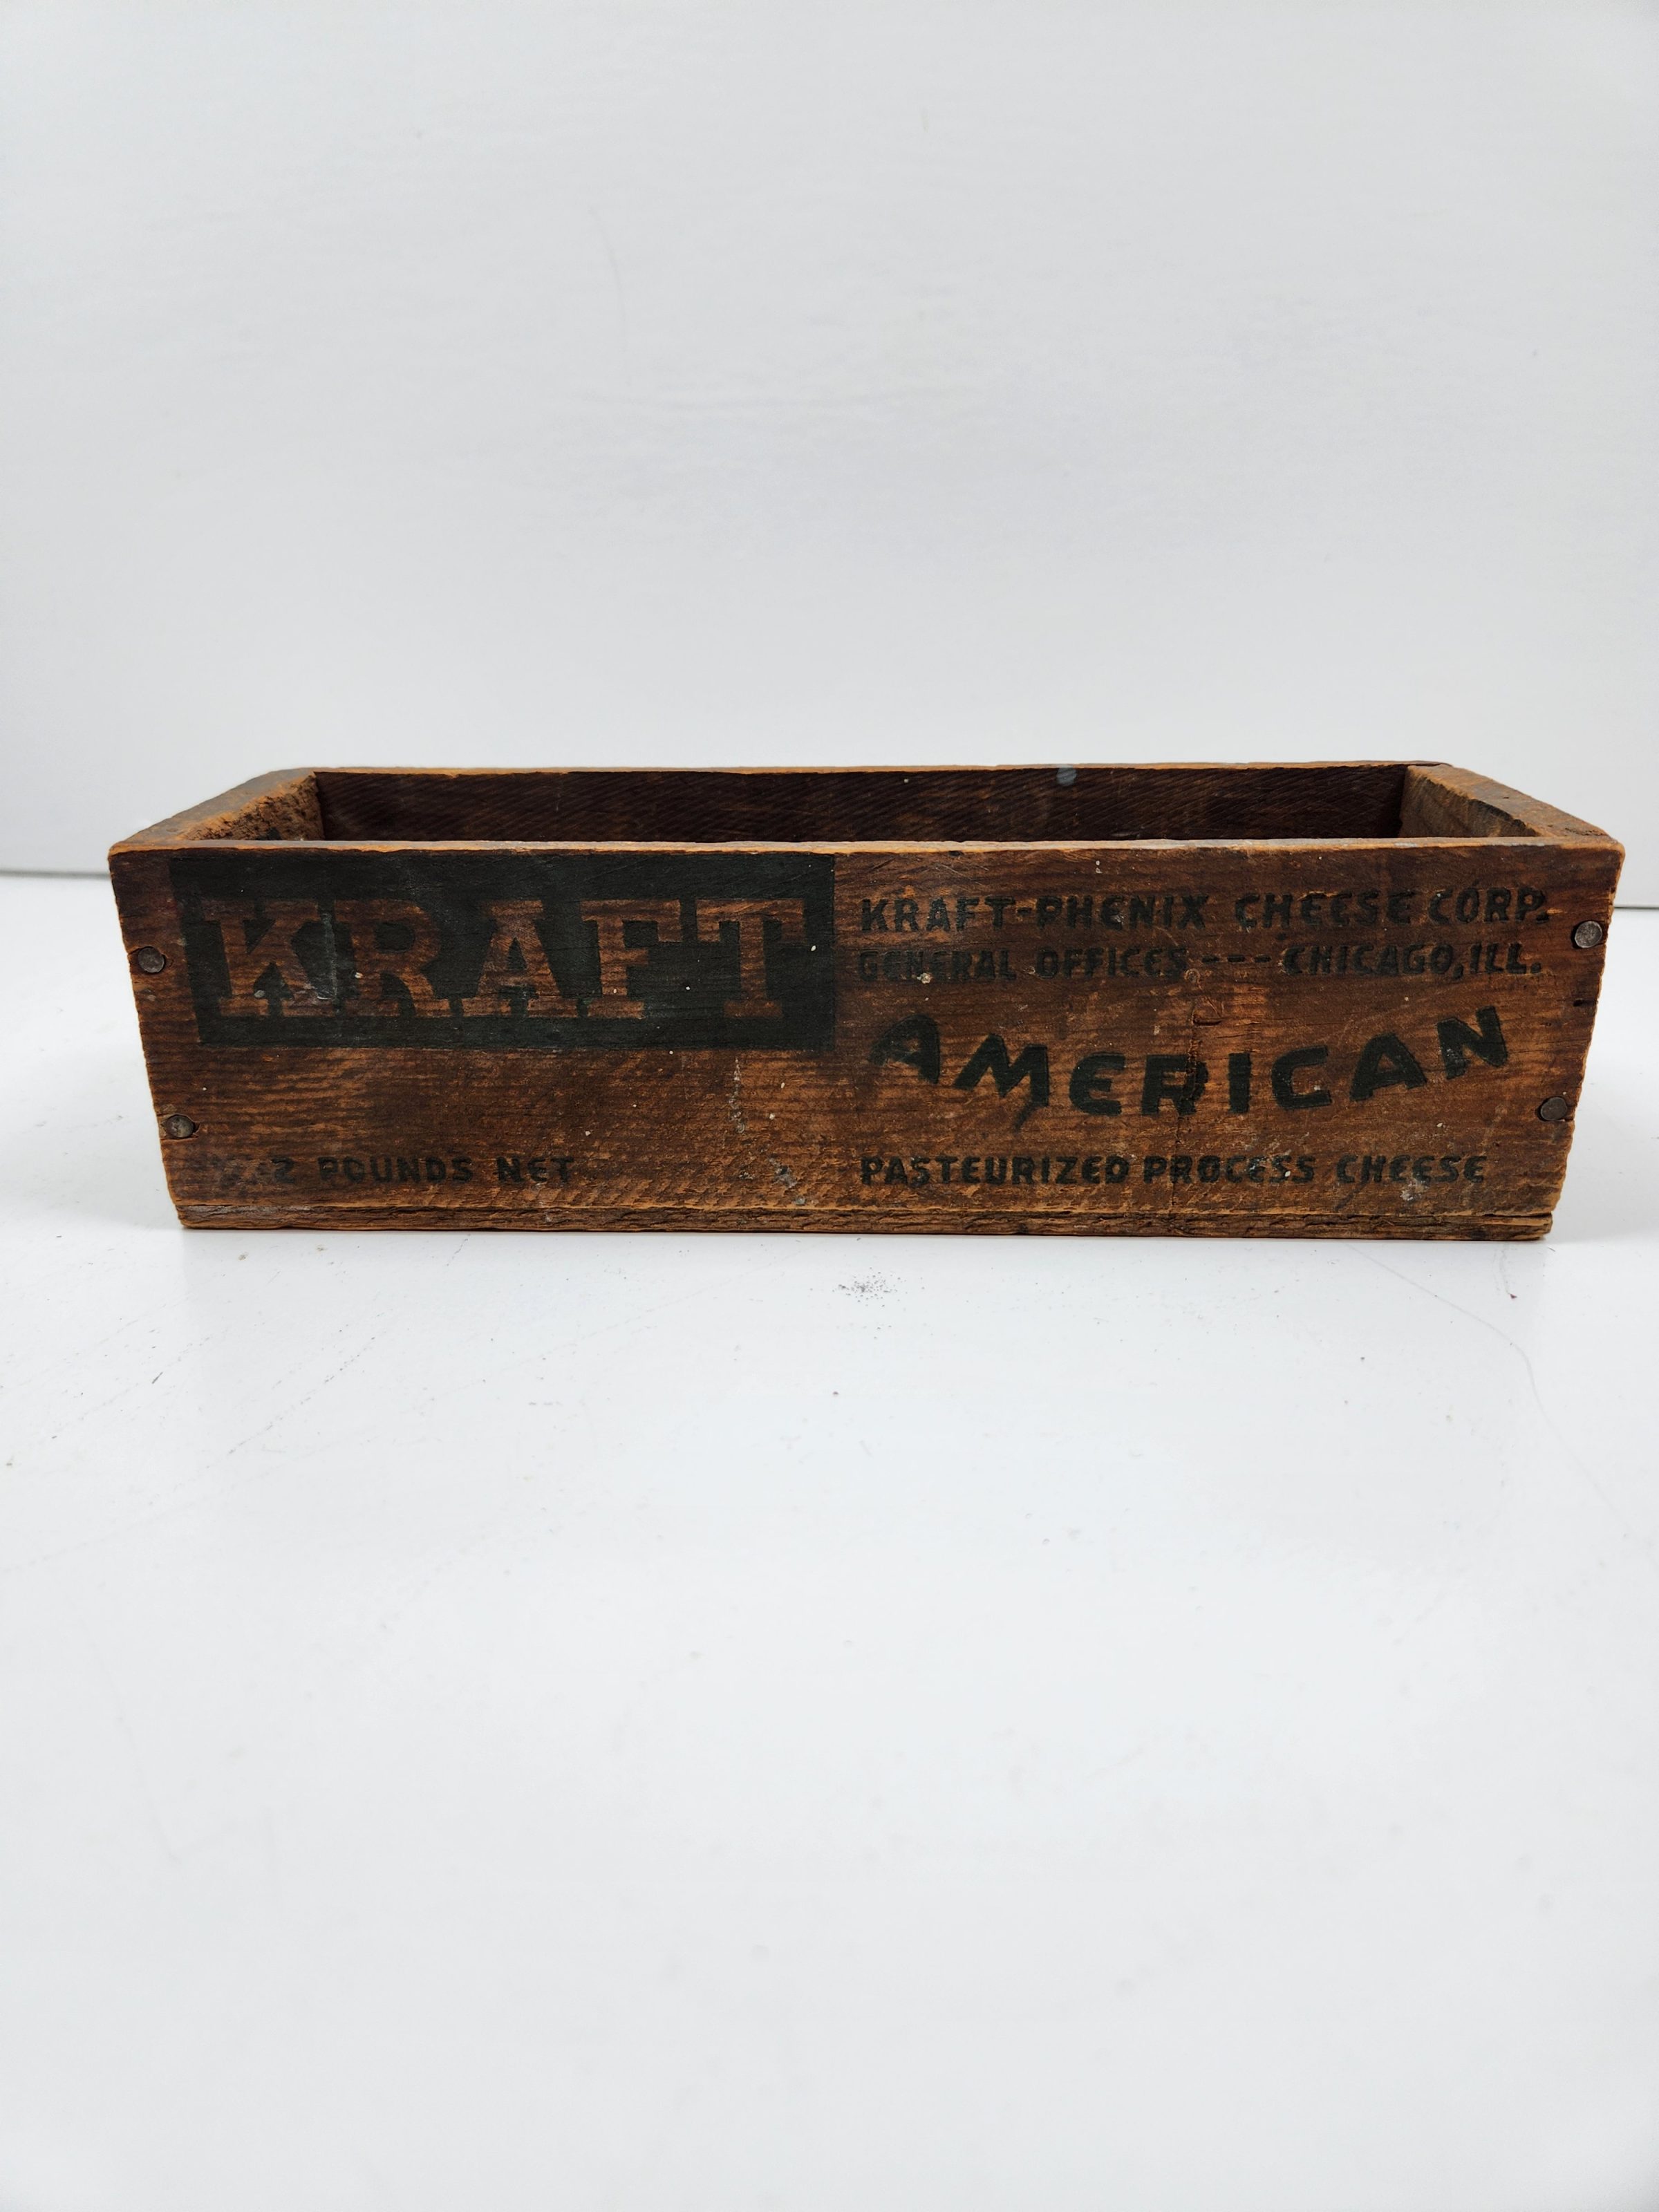 KRAFT
KRAFT-PHENIX CHEESE CORP.
GENERAL OFFICES---- CHICAGO, ILL.
AMERICAN
POUNDS NET
PASTEURIZED PROCESS CHEESE